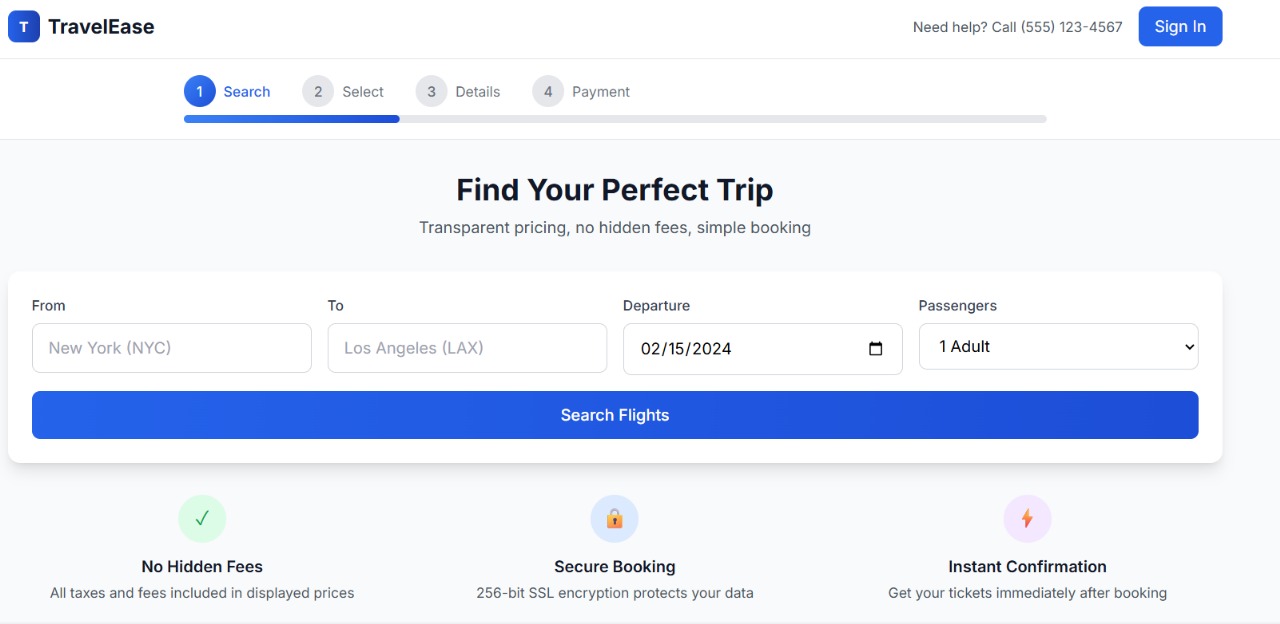 T TravelEase
Need help? Call (555) 123-4567
Sign In
1 Search 2 Select 3 Details 4 Payment
Find Your Perfect Trip
Transparent pricing, no hidden fees, simple booking
From To Departure Passengers
New York (NYC) Los Angeles (LAX) 02/15/2024 1 Adult
Search Flights
No Hidden Fees Secure Booking Instant Confirmation
All taxes and fees included in displayed prices 256-bit SSL encryption protects your data Get your tickets immediately after booking